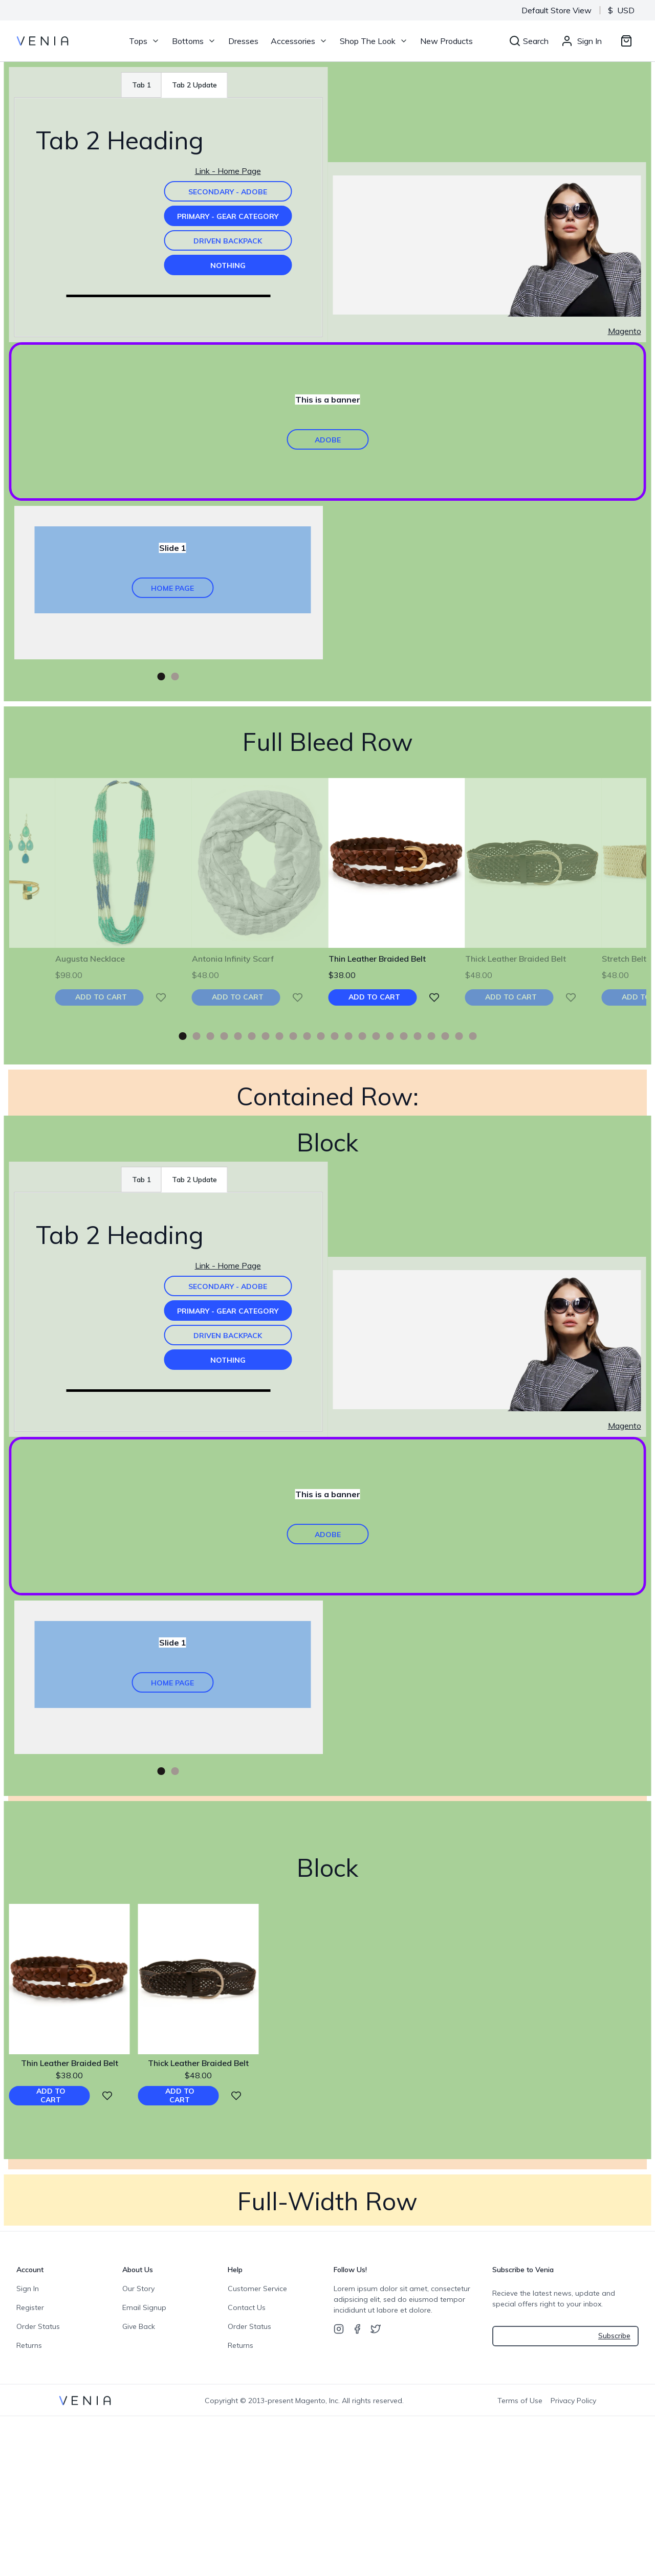 Default Store View
$ USD
VENIA
Tops
Bottoms
Dresses
Accessories
Shop The Look
New Products
Search
Sign In
Tab 1
Tab 2 Update
Tab 2 Heading
Link - Home Page
SECONDARY - ADOBE
PRIMARY - GEAR CATEGORY
DRIVEN BACKPACK
NOTHING
Magento
This is a banner
ADOBE
Slide 1
HOME PAGE
Full Bleed Row
Augusta Necklace
$98.00
ADD TO CART
Antonia Infinity Scarf
$48.00
ADD TO CART
Thin Leather Braided Belt
$38.00
ADD TO CART
Thick Leather Braided Belt
$48.00
ADD TO CART
Stretch Belt
$48.00
ADD
Contained Row:
Block
Tab 1
Tab 2 Update
Tab 2 Heading
Link - Home Page
SECONDARY - ADOBE
PRIMARY - GEAR CATEGORY
DRIVEN BACKPACK
NOTHING
Magento
This is a banner
ADOBE
Slide 1
HOME PAGE
Block
Thin Leather Braided Belt
$38.00
ADD TO
CART
Thick Leather Braided Belt
$48.00
ADD TO
CART
Full-Width Row
Account
Sign In
Register
Order Status
Returns
About Us
Our Story
Email Signup
Give Back
Help
Customer Service
Contact Us
Order Status
Returns
Follow Us!
Lorem ipsum dolor sit amet, consectetur
adipsicing elit, sed do eiusmod tempor
incididunt ut labore et dolore.
Subscribe to Venia
Recieve the latest news, update and
special offers right to your inbox.
Subscribe
VENIA
Copyright © 2013-present Magento, Inc. All rights reserved.
Terms of Use
Privacy Policy